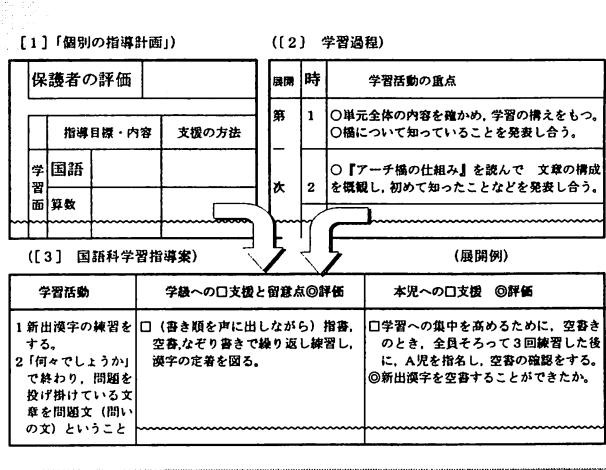 [1]「個別の指導計画」)
([2] 学習過程)
保護者の評価
指導目標・内容 支援の方法
学習面
国語
算数
展開 時 学習活動の重点
第一次
1 〇単元全体の内容を確かめ,学習の構えをもつ。
〇橋について知っていることを発表し合う。
2 〇『アーチ橋の仕組み』を読んで 文章の構成
を概観し,初めて知ったことなどを発表し合う。
([3] 国語科学習指導案)
(展開例)
学習活動
学級への□支援と留意点◎評価
本児への□支援 ◎評価
1 新出漢字の練習を
する。
2「何々でしょうか」
で終わり,問題を
投げ掛けている文
章を問題文(問い
の文)ということ
□(書き順を声に出しながら)指書,
空書,なぞり書きで繰り返し練習し,
漢字の定着を図る。
□学習への集中を高めるために,空書き
のとき,全員そろって3回練習した後
に,A児を指名し,空書の確認をする。
◎新出漢字を空書することができたか。